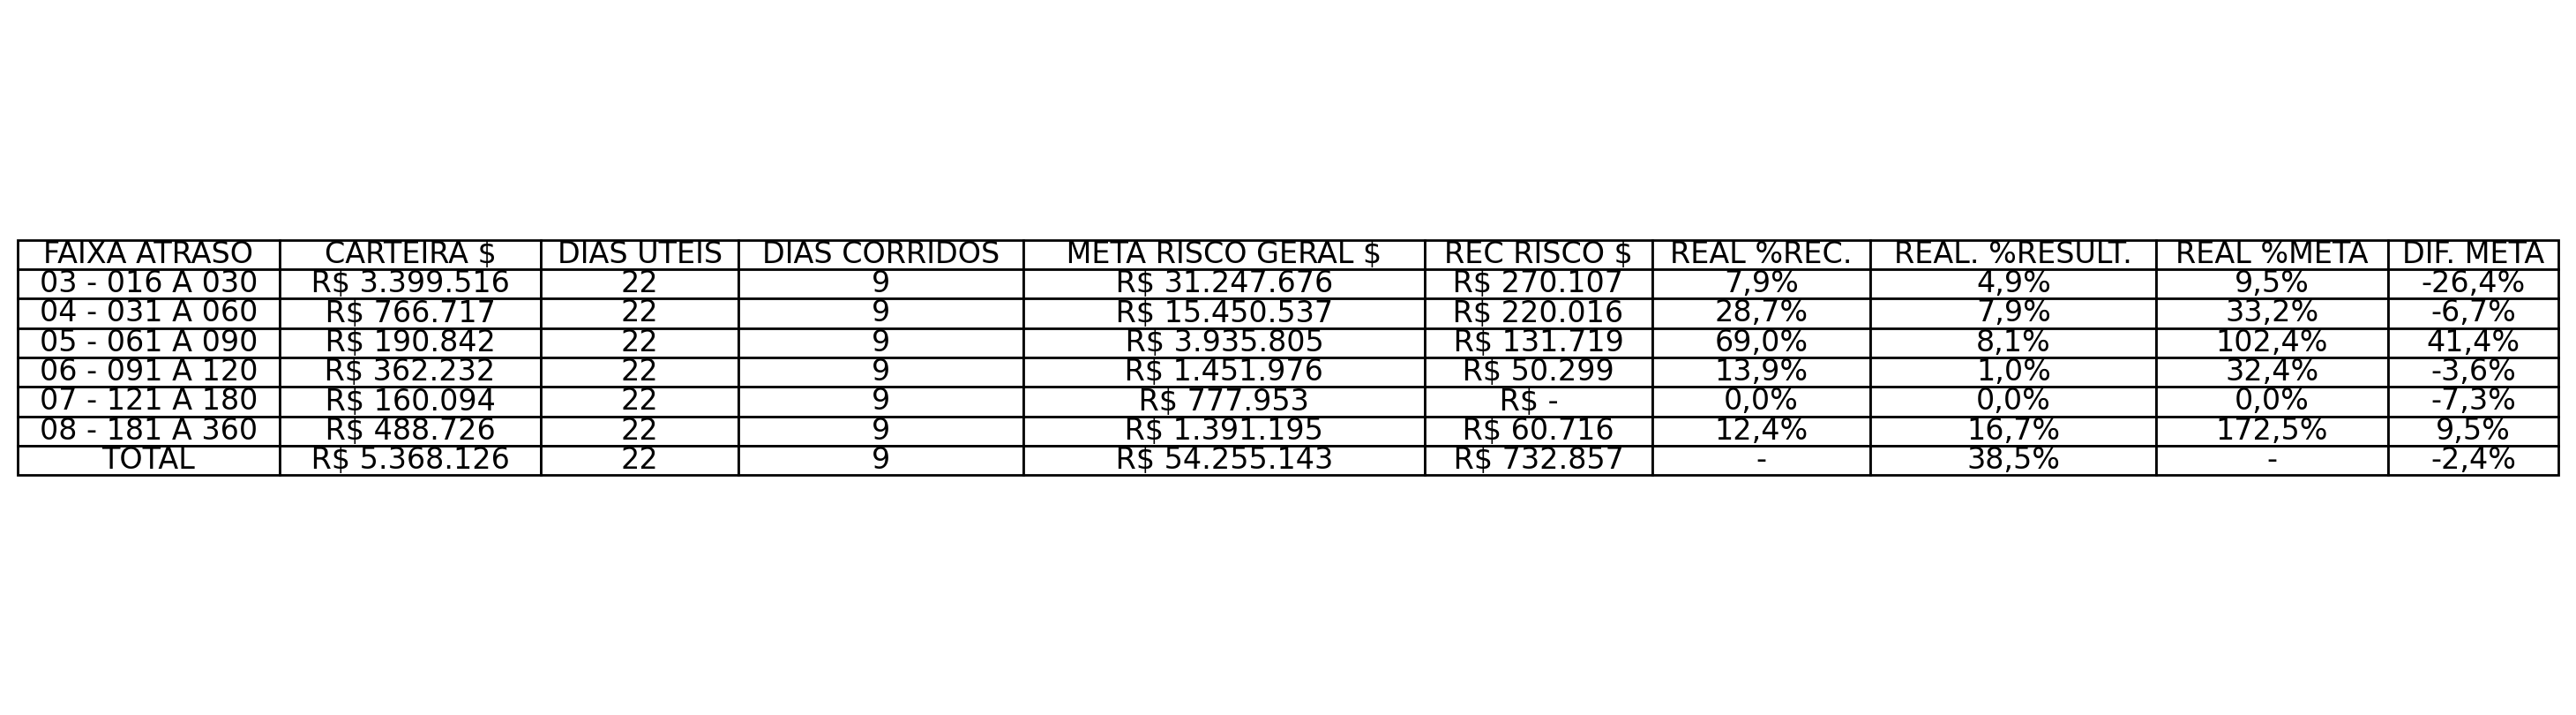 FAIXA ATRASO CARTEIRA $ DIAS UTEIS DIAS CORRIDOS META RISCO GERAL $ REC RISCO $ REAL %REC. REAL. %RESULT. REAL %META DIF. META
03 - 016 A 030 R$ 3.399.516 22 9 R$ 31.247.676 R$ 270.107 7,9% 4,9% 9,5% -26,4%
04 - 031 A 060 R$ 766.717 22 9 R$ 15.450.537 R$ 220.016 28,7% 7,9% 33,2% -6,7%
05 - 061 A 090 R$ 190.842 22 9 R$ 3.935.805 R$ 131.719 69,0% 8,1% 102,4% 41,4%
06 - 091 A 120 R$ 362.232 22 9 R$ 1.451.976 R$ 50.299 13,9% 1,0% 32,4% -3,6%
07 - 121 A 180 R$ 160.094 22 9 R$ 777.953 R$ - 0,0% 0,0% 0,0% -7,3%
08 - 181 A 360 R$ 488.726 22 9 R$ 1.391.195 R$ 60.716 12,4% 16,7% 172,5% 9,5%
TOTAL R$ 5.368.126 22 9 R$ 54.255.143 R$ 732.857 - 38,5% - -2,4%